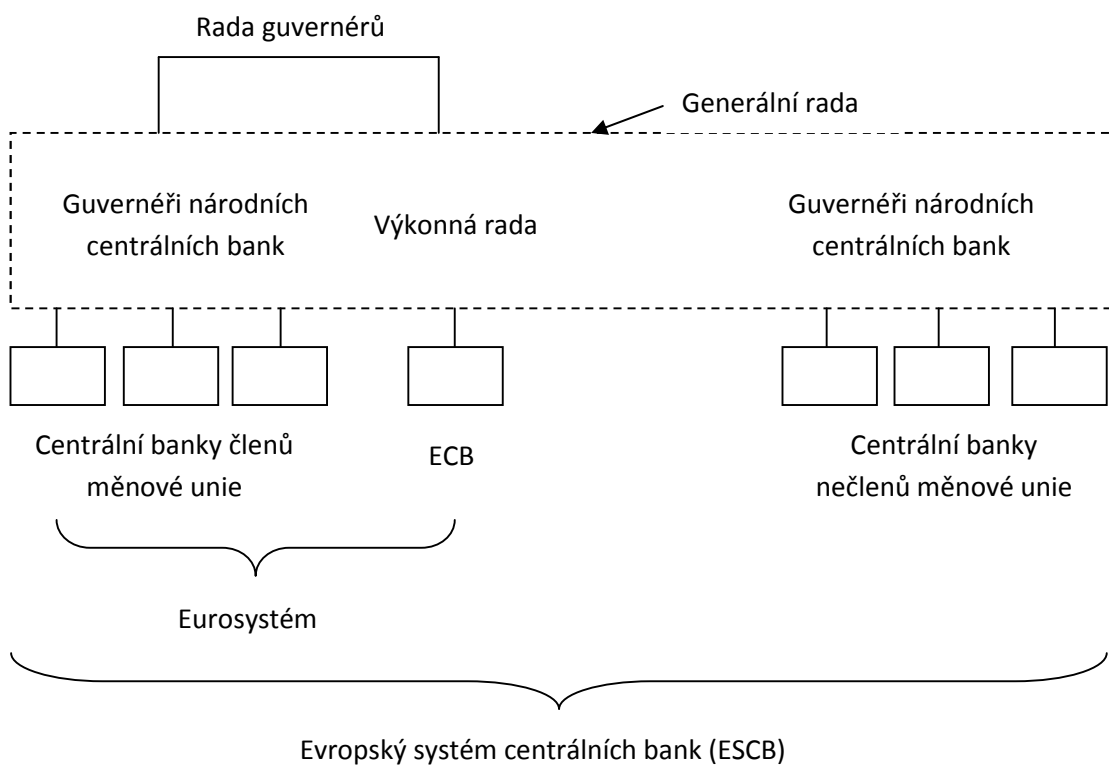 Rada guvernérů
Generální rada
Guvernéři národních
centrálních bank
Výkonná rada
Guvernéři národních
centrálních bank
Centrální banky členů
měnové unie
ECB
Centrální banky
nečlenů měnové unie
Eurosystém
Evropský systém centrálních bank (ESCB)